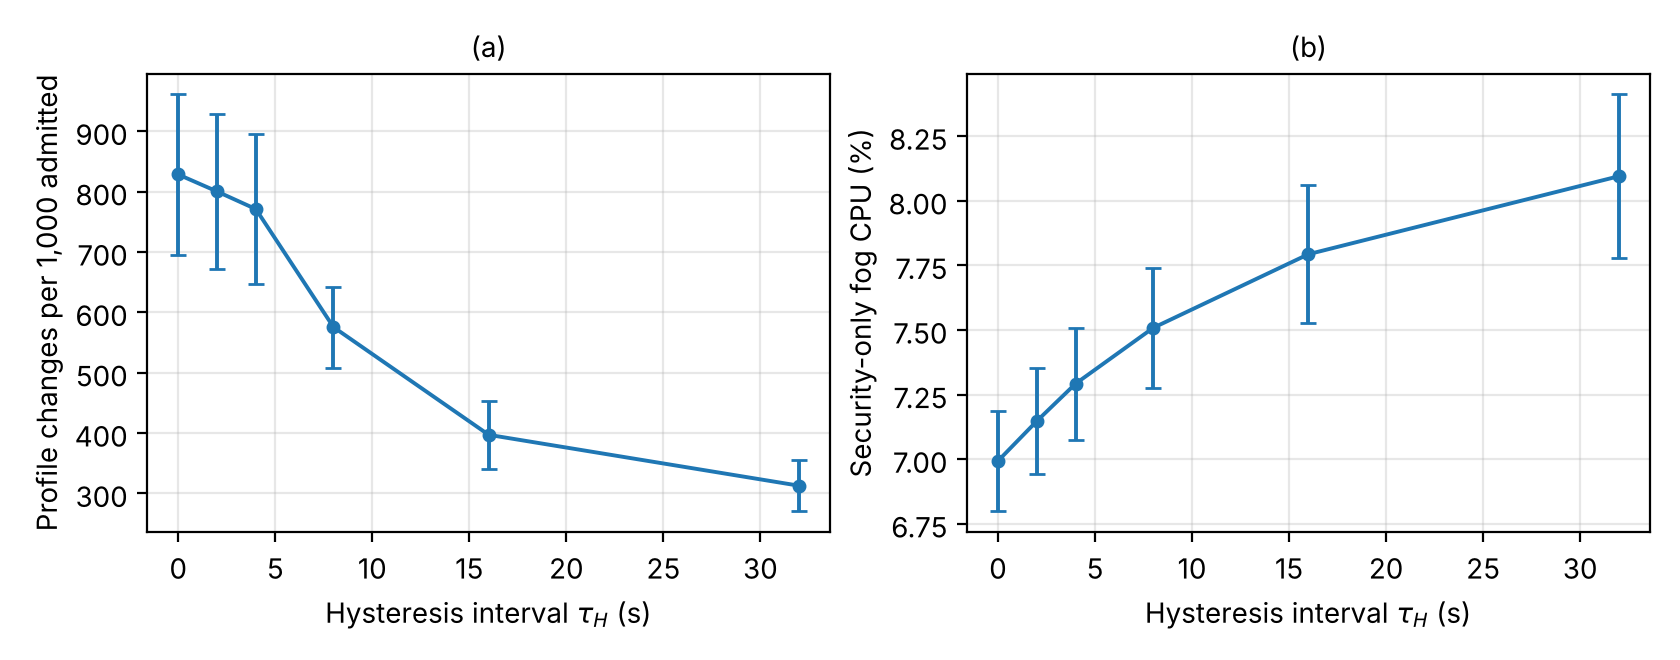 (a)
Profile changes per 1,000 admitted
900
800
700
600
500
400
300
0 5 10 15 20 25 30
Hysteresis interval τ_H (s)
(b)
Security-only fog CPU (%)
8.25
8.00
7.75
7.50
7.25
7.00
6.75
0 5 10 15 20 25 30
Hysteresis interval τ_H (s)